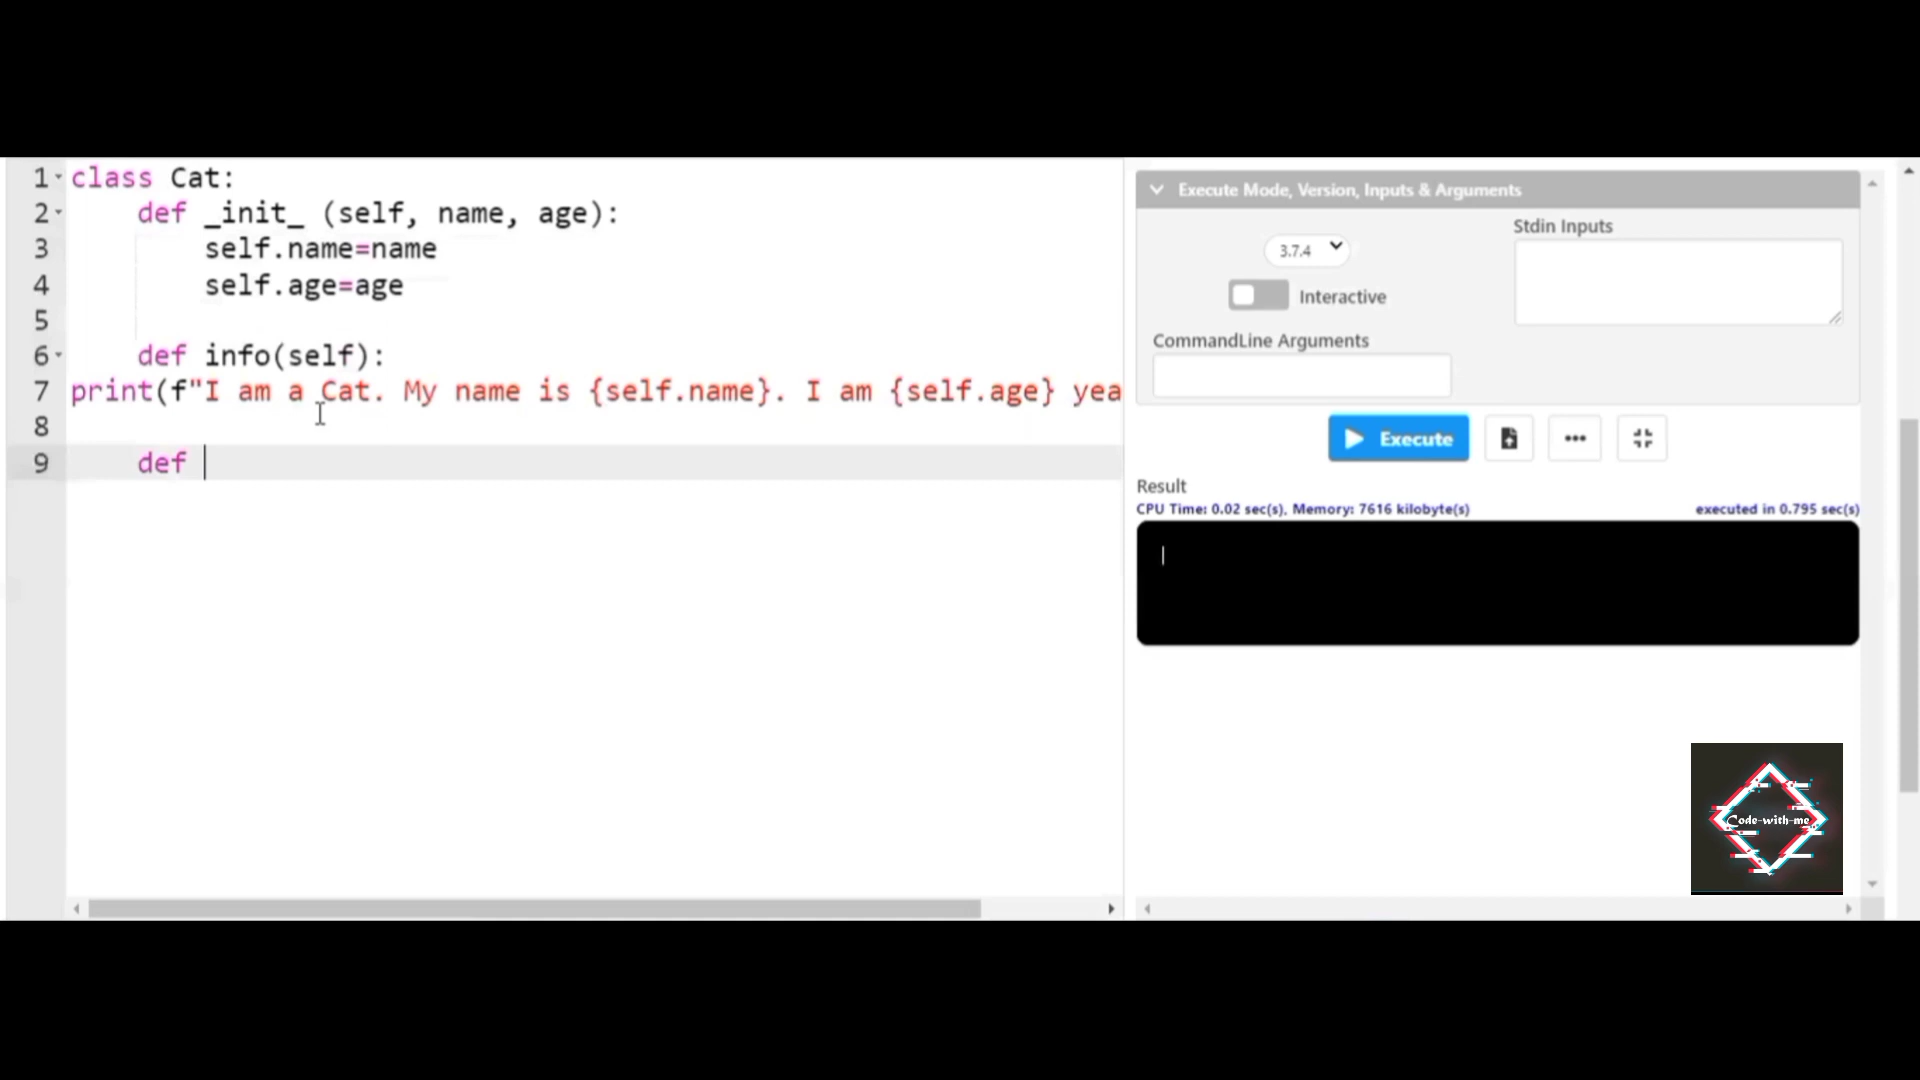 1 class Cat:
2     def _init_ (self, name, age):
3         self.name=name
4         self.age=age
5
6     def info(self):
7 print(f"I am a Cat. My name is {self.name}. I am {self.age} yea
8
9     def
Execute Mode, Version, Inputs & Arguments
3.7.4
Interactive
Stdin Inputs
CommandLine Arguments
Execute
Result
CPU Time: 0.02 sec(s), Memory: 7616 kilobyte(s)
executed in 0.795 sec(s)
Code-with-me